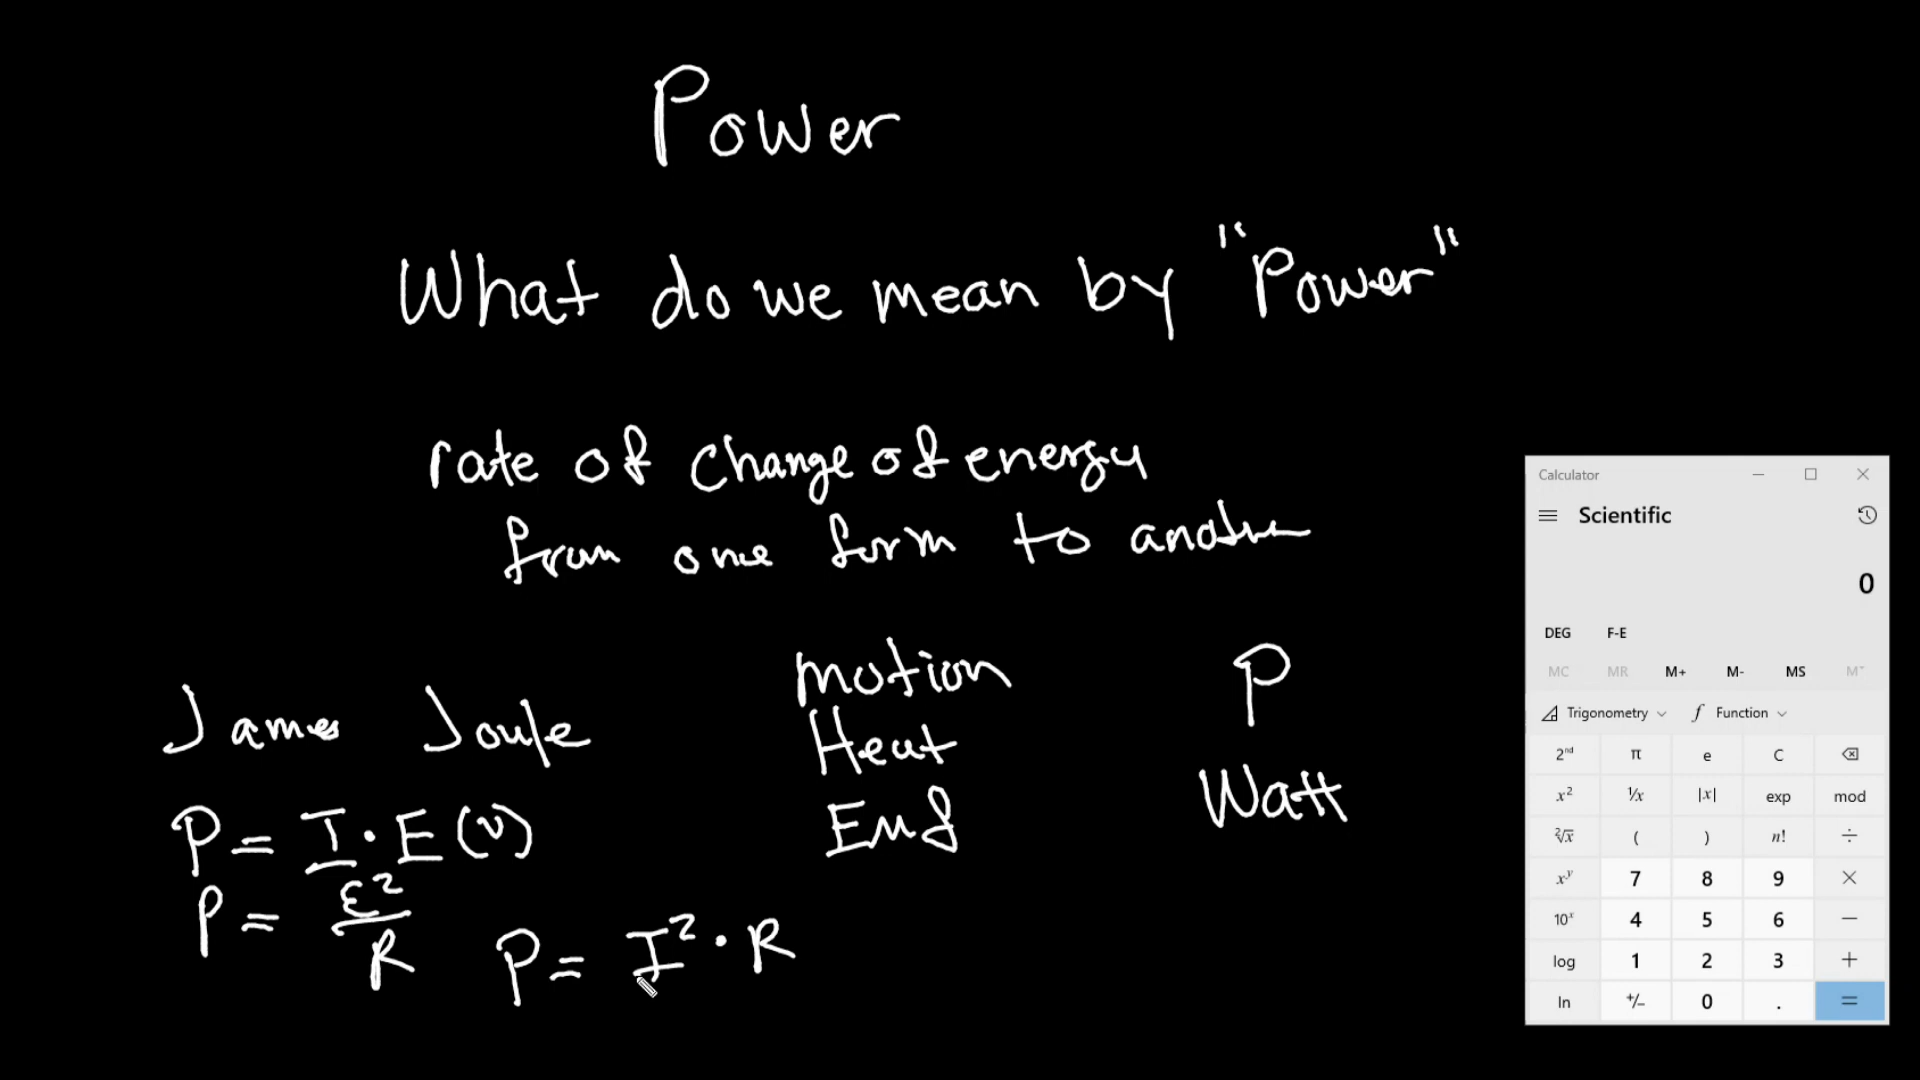 Power
What do we mean by "Power"
rate of change of energy
from one form to another
James Joule
P = I · E (V)
P = E² / R
P = I² · R
motion
Heat
EMf
P
Watt
Calculator
Scientific
0
DEG F-E
MC MR M+ M- MS M˅
Trigonometry f Function
2ⁿᵈ π e C
x² ¹/x |x| exp mod
²√x ( ) n! ÷
xʸ 7 8 9 ×
10ˣ 4 5 6 −
log 1 2 3 +
ln +/− 0 . =